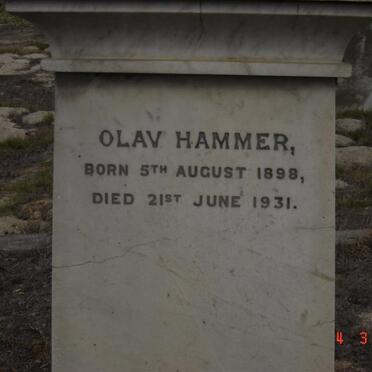 OLAV HAMMER,
BORN 5TH AUGUST 1898,
DIED 21ST JUNE 1931.
4 3